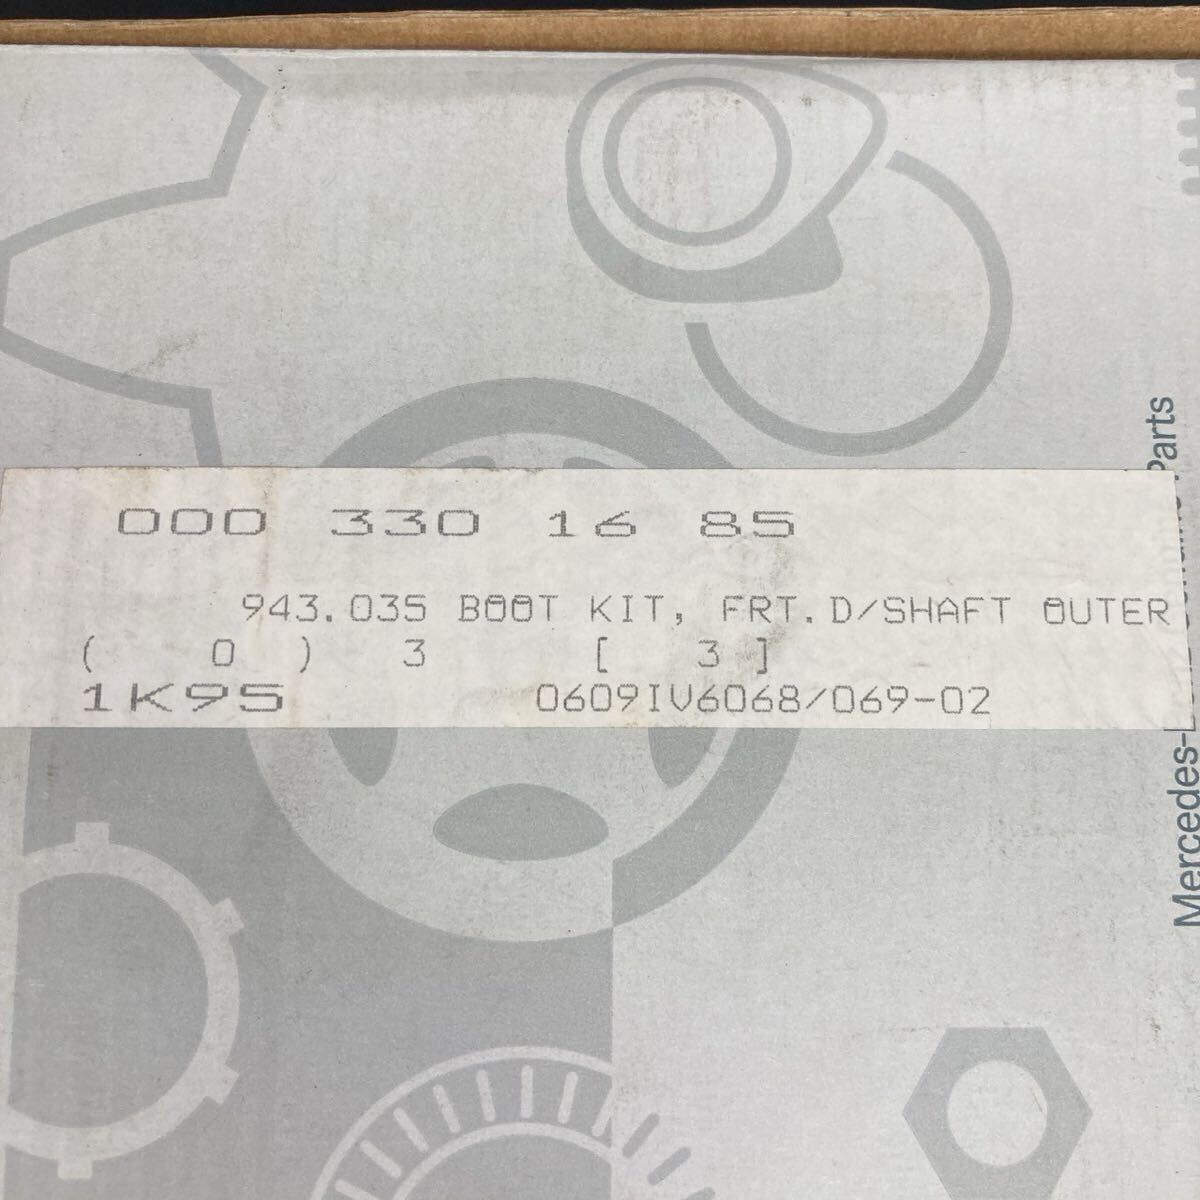 000 330 16 85
943.035 BOOT KIT, FRT. D/SHAFT OUTER
( 0 ) 3 [ 3 ]
1K95 0609IV6068/069-02
Mercedes-
Parts